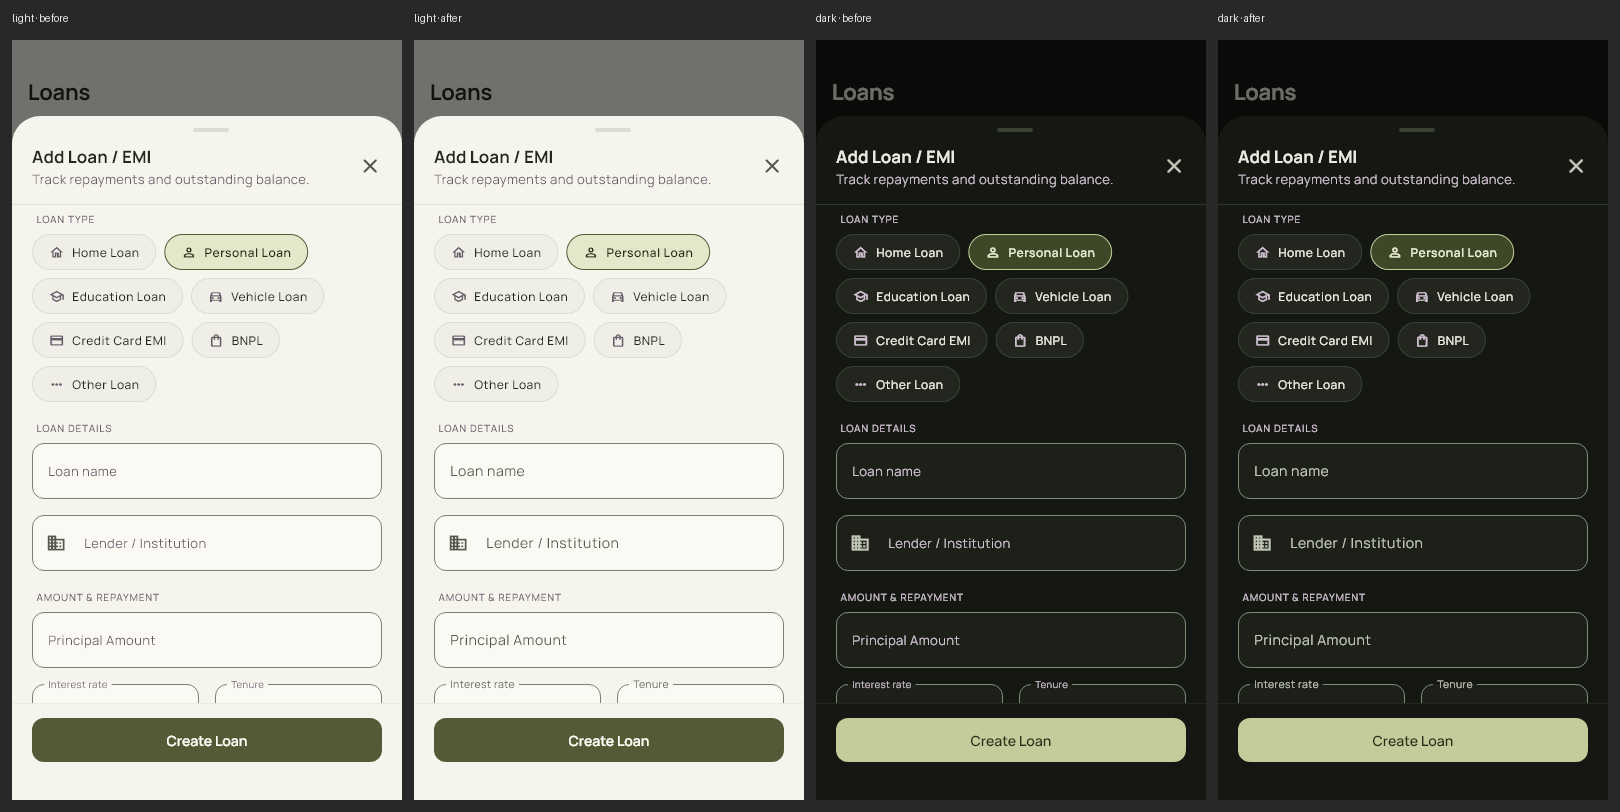 light·before
light·after
dark·before
dark·after
Loans
Add Loan / EMI
Track repayments and outstanding balance.
LOAN TYPE
Home Loan
Personal Loan
Education Loan
Vehicle Loan
Credit Card EMI
BNPL
Other Loan
LOAN DETAILS
Loan name
Lender / Institution
AMOUNT & REPAYMENT
Principal Amount
Interest rate
Tenure
Create Loan
Loans
Add Loan / EMI
Track repayments and outstanding balance.
LOAN TYPE
Home Loan
Personal Loan
Education Loan
Vehicle Loan
Credit Card EMI
BNPL
Other Loan
LOAN DETAILS
Loan name
Lender / Institution
AMOUNT & REPAYMENT
Principal Amount
Interest rate
Tenure
Create Loan
Loans
Add Loan / EMI
Track repayments and outstanding balance.
LOAN TYPE
Home Loan
Personal Loan
Education Loan
Vehicle Loan
Credit Card EMI
BNPL
Other Loan
LOAN DETAILS
Loan name
Lender / Institution
AMOUNT & REPAYMENT
Principal Amount
Interest rate
Tenure
Create Loan
Loans
Add Loan / EMI
Track repayments and outstanding balance.
LOAN TYPE
Home Loan
Personal Loan
Education Loan
Vehicle Loan
Credit Card EMI
BNPL
Other Loan
LOAN DETAILS
Loan name
Lender / Institution
AMOUNT & REPAYMENT
Principal Amount
Interest rate
Tenure
Create Loan